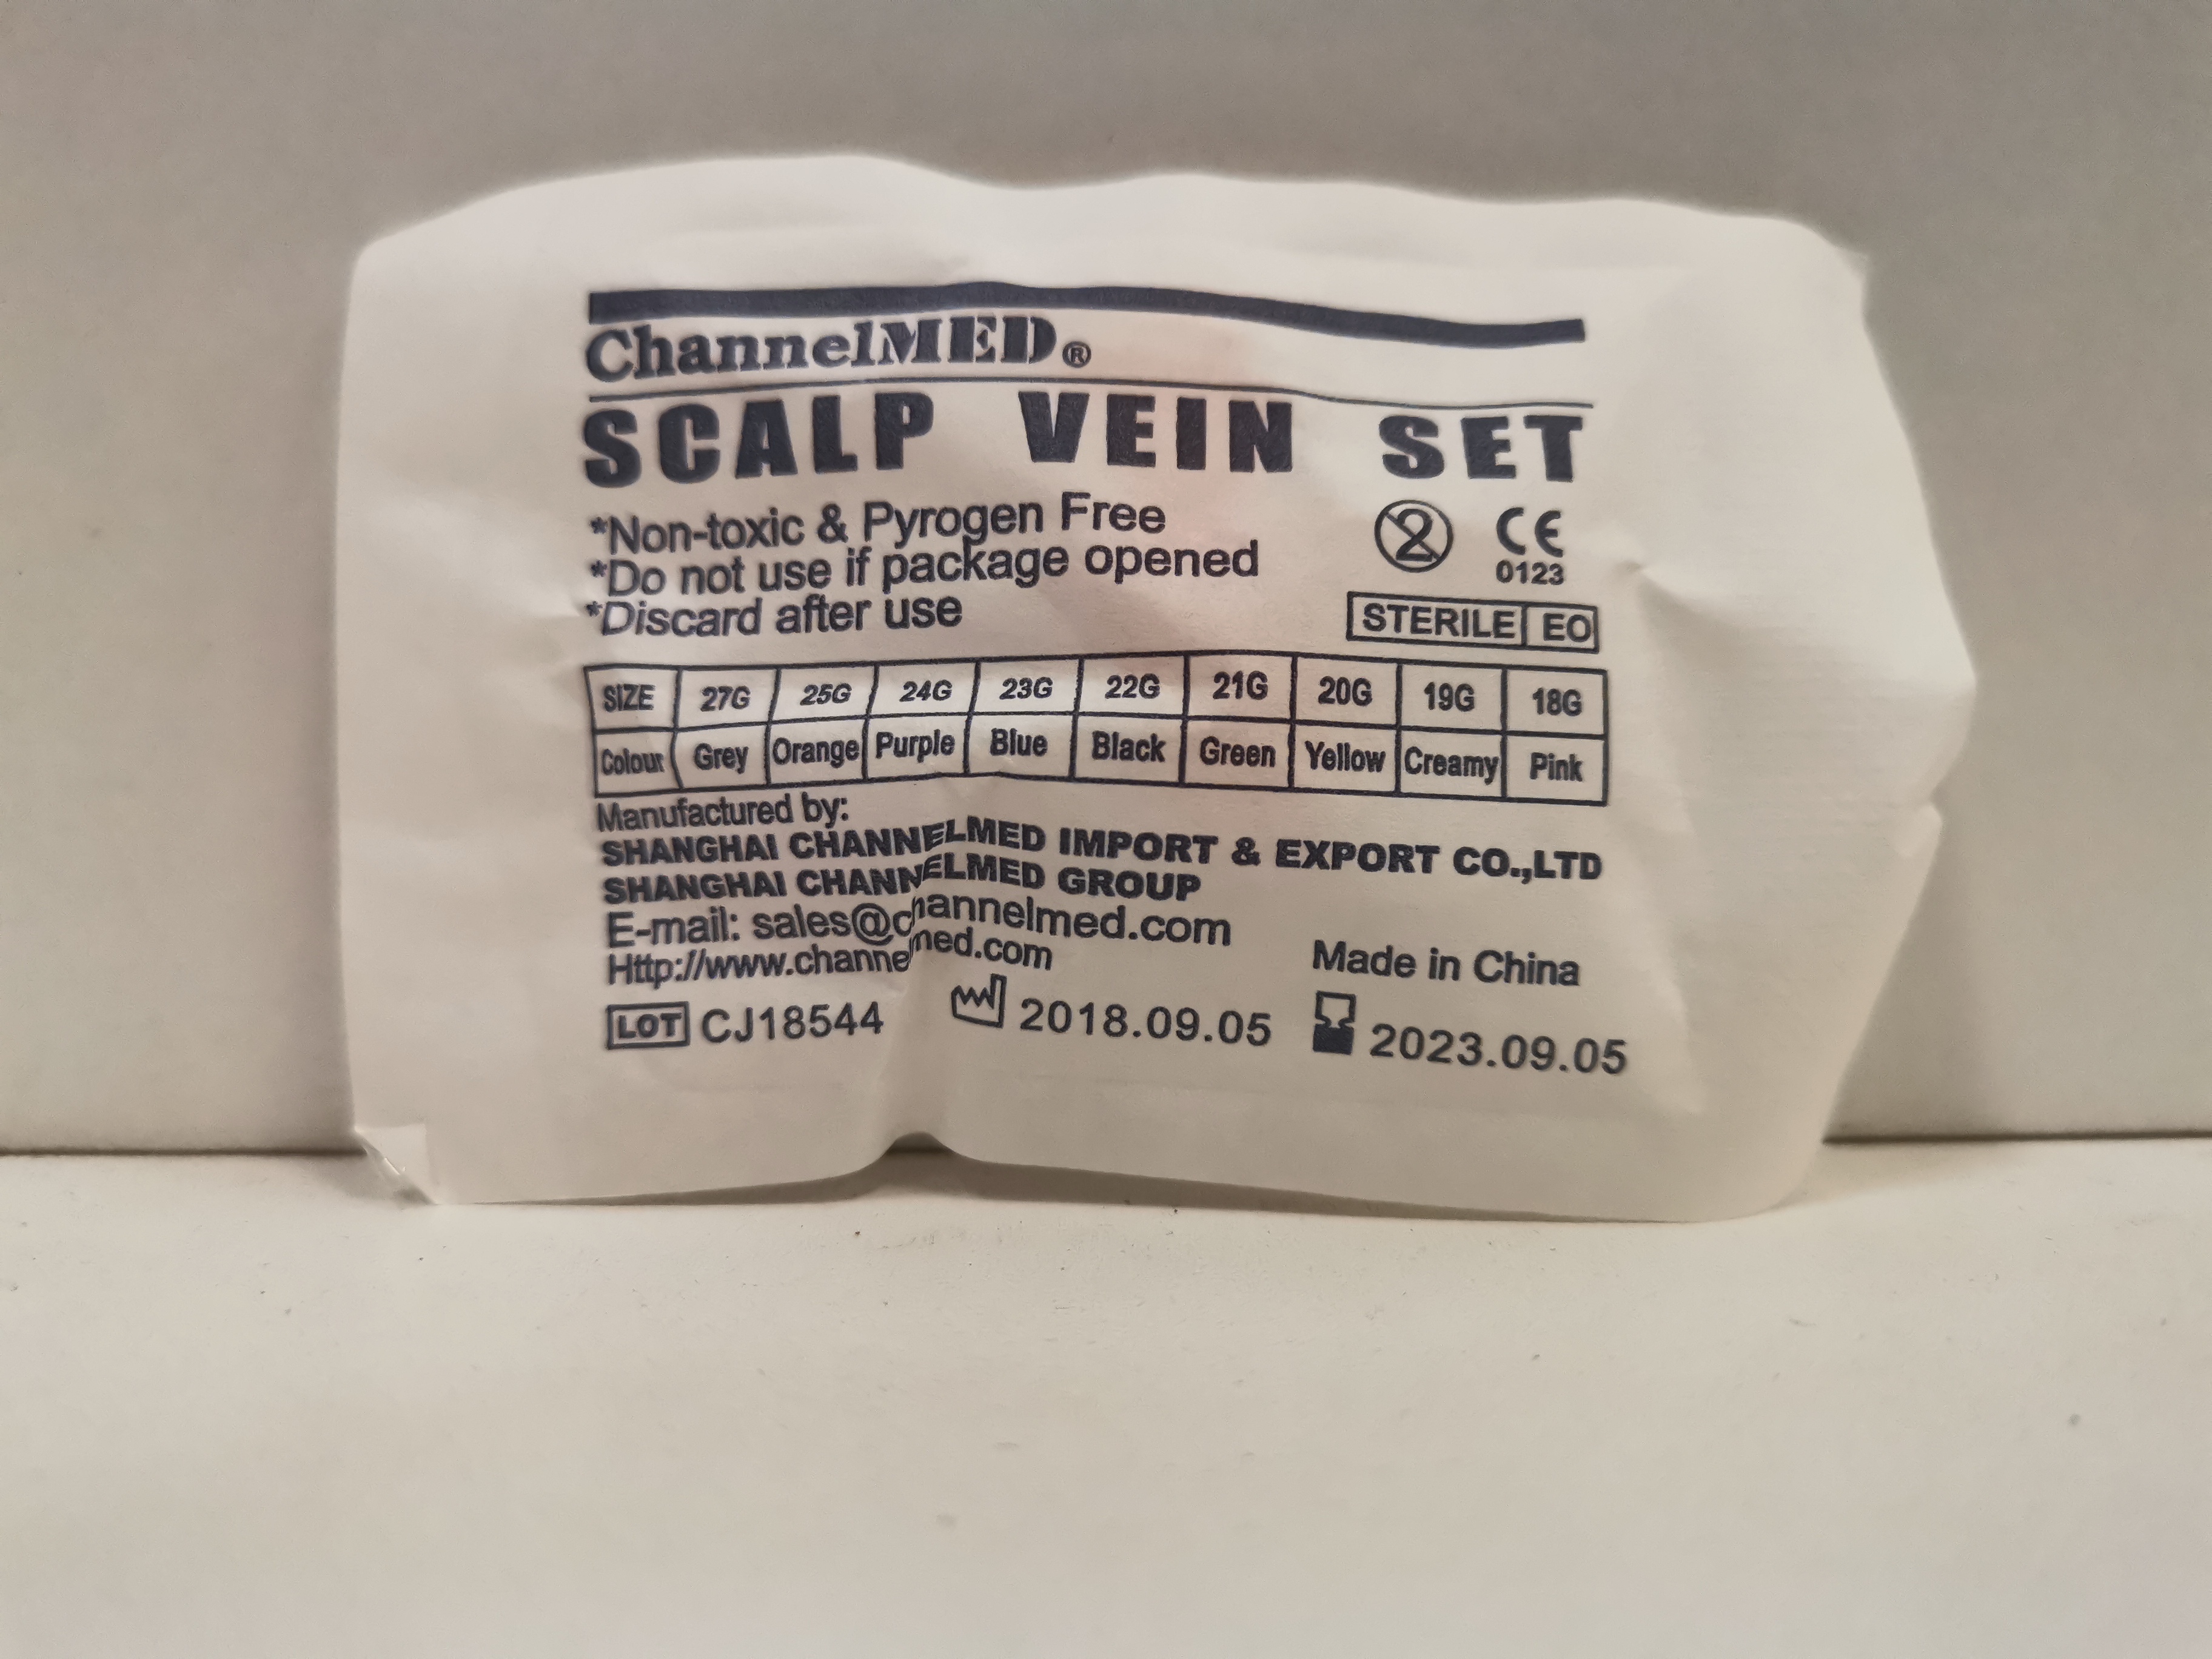 ChannelMED®
SCALP VEIN SET
*Non-toxic & Pyrogen Free
*Do not use if package opened
*Discard after use
2 CE
0123
STERILE EO
SIZE 27G 25G 24G 23G 22G 21G 20G 19G 18G
Colour Grey Orange Purple Blue Black Green Yellow Creamy Pink
Manufactured by:
SHANGHAI CHANNELMED IMPORT & EXPORT CO.,LTD
SHANGHAI CHANNELMED GROUP
E-mail: sales@channelmed.com
Http://www.channelmed.com
Made in China
LOT CJ18544 2018.09.05 2023.09.05